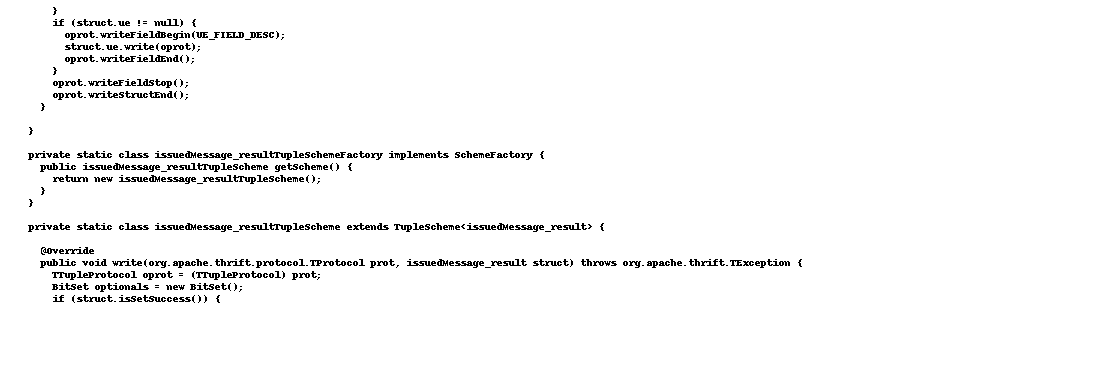 }
if (struct.ue != null) {
oprot.writeFieldBegin(UE_FIELD_DESC);
struct.ue.write(oprot);
oprot.writeFieldEnd();
}
oprot.writeFieldStop();
oprot.writeStructEnd();
}
}
private static class issuedMessage_resultTupleSchemeFactory implements SchemeFactory {
public issuedMessage_resultTupleScheme getScheme() {
return new issuedMessage_resultTupleScheme();
}
}
private static class issuedMessage_resultTupleScheme extends TupleScheme<issuedMessage_result> {
@Override
public void write(org.apache.thrift.protocol.TProtocol prot, issuedMessage_result struct) throws org.apache.thrift.TException {
TTupleProtocol oprot = (TTupleProtocol) prot;
BitSet optionals = new BitSet();
if (struct.isSetSuccess()) {